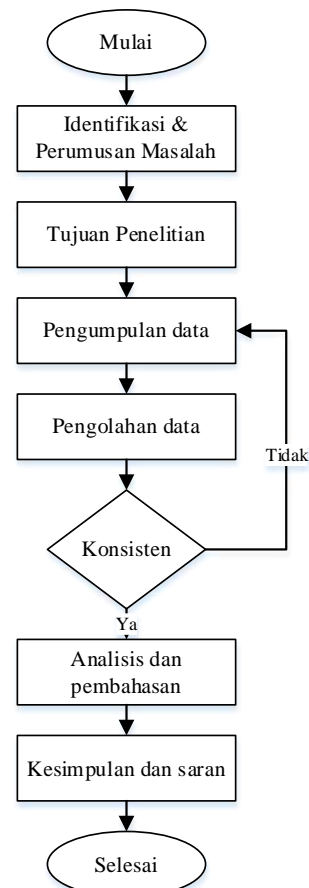 Mulai
Identifikasi &
Perumusan Masalah
Tujuan Penelitian
Pengumpulan data
Pengolahan data
Tidak
Konsisten
Ya
Analisis dan
pembahasan
Kesimpulan dan saran
Selesai